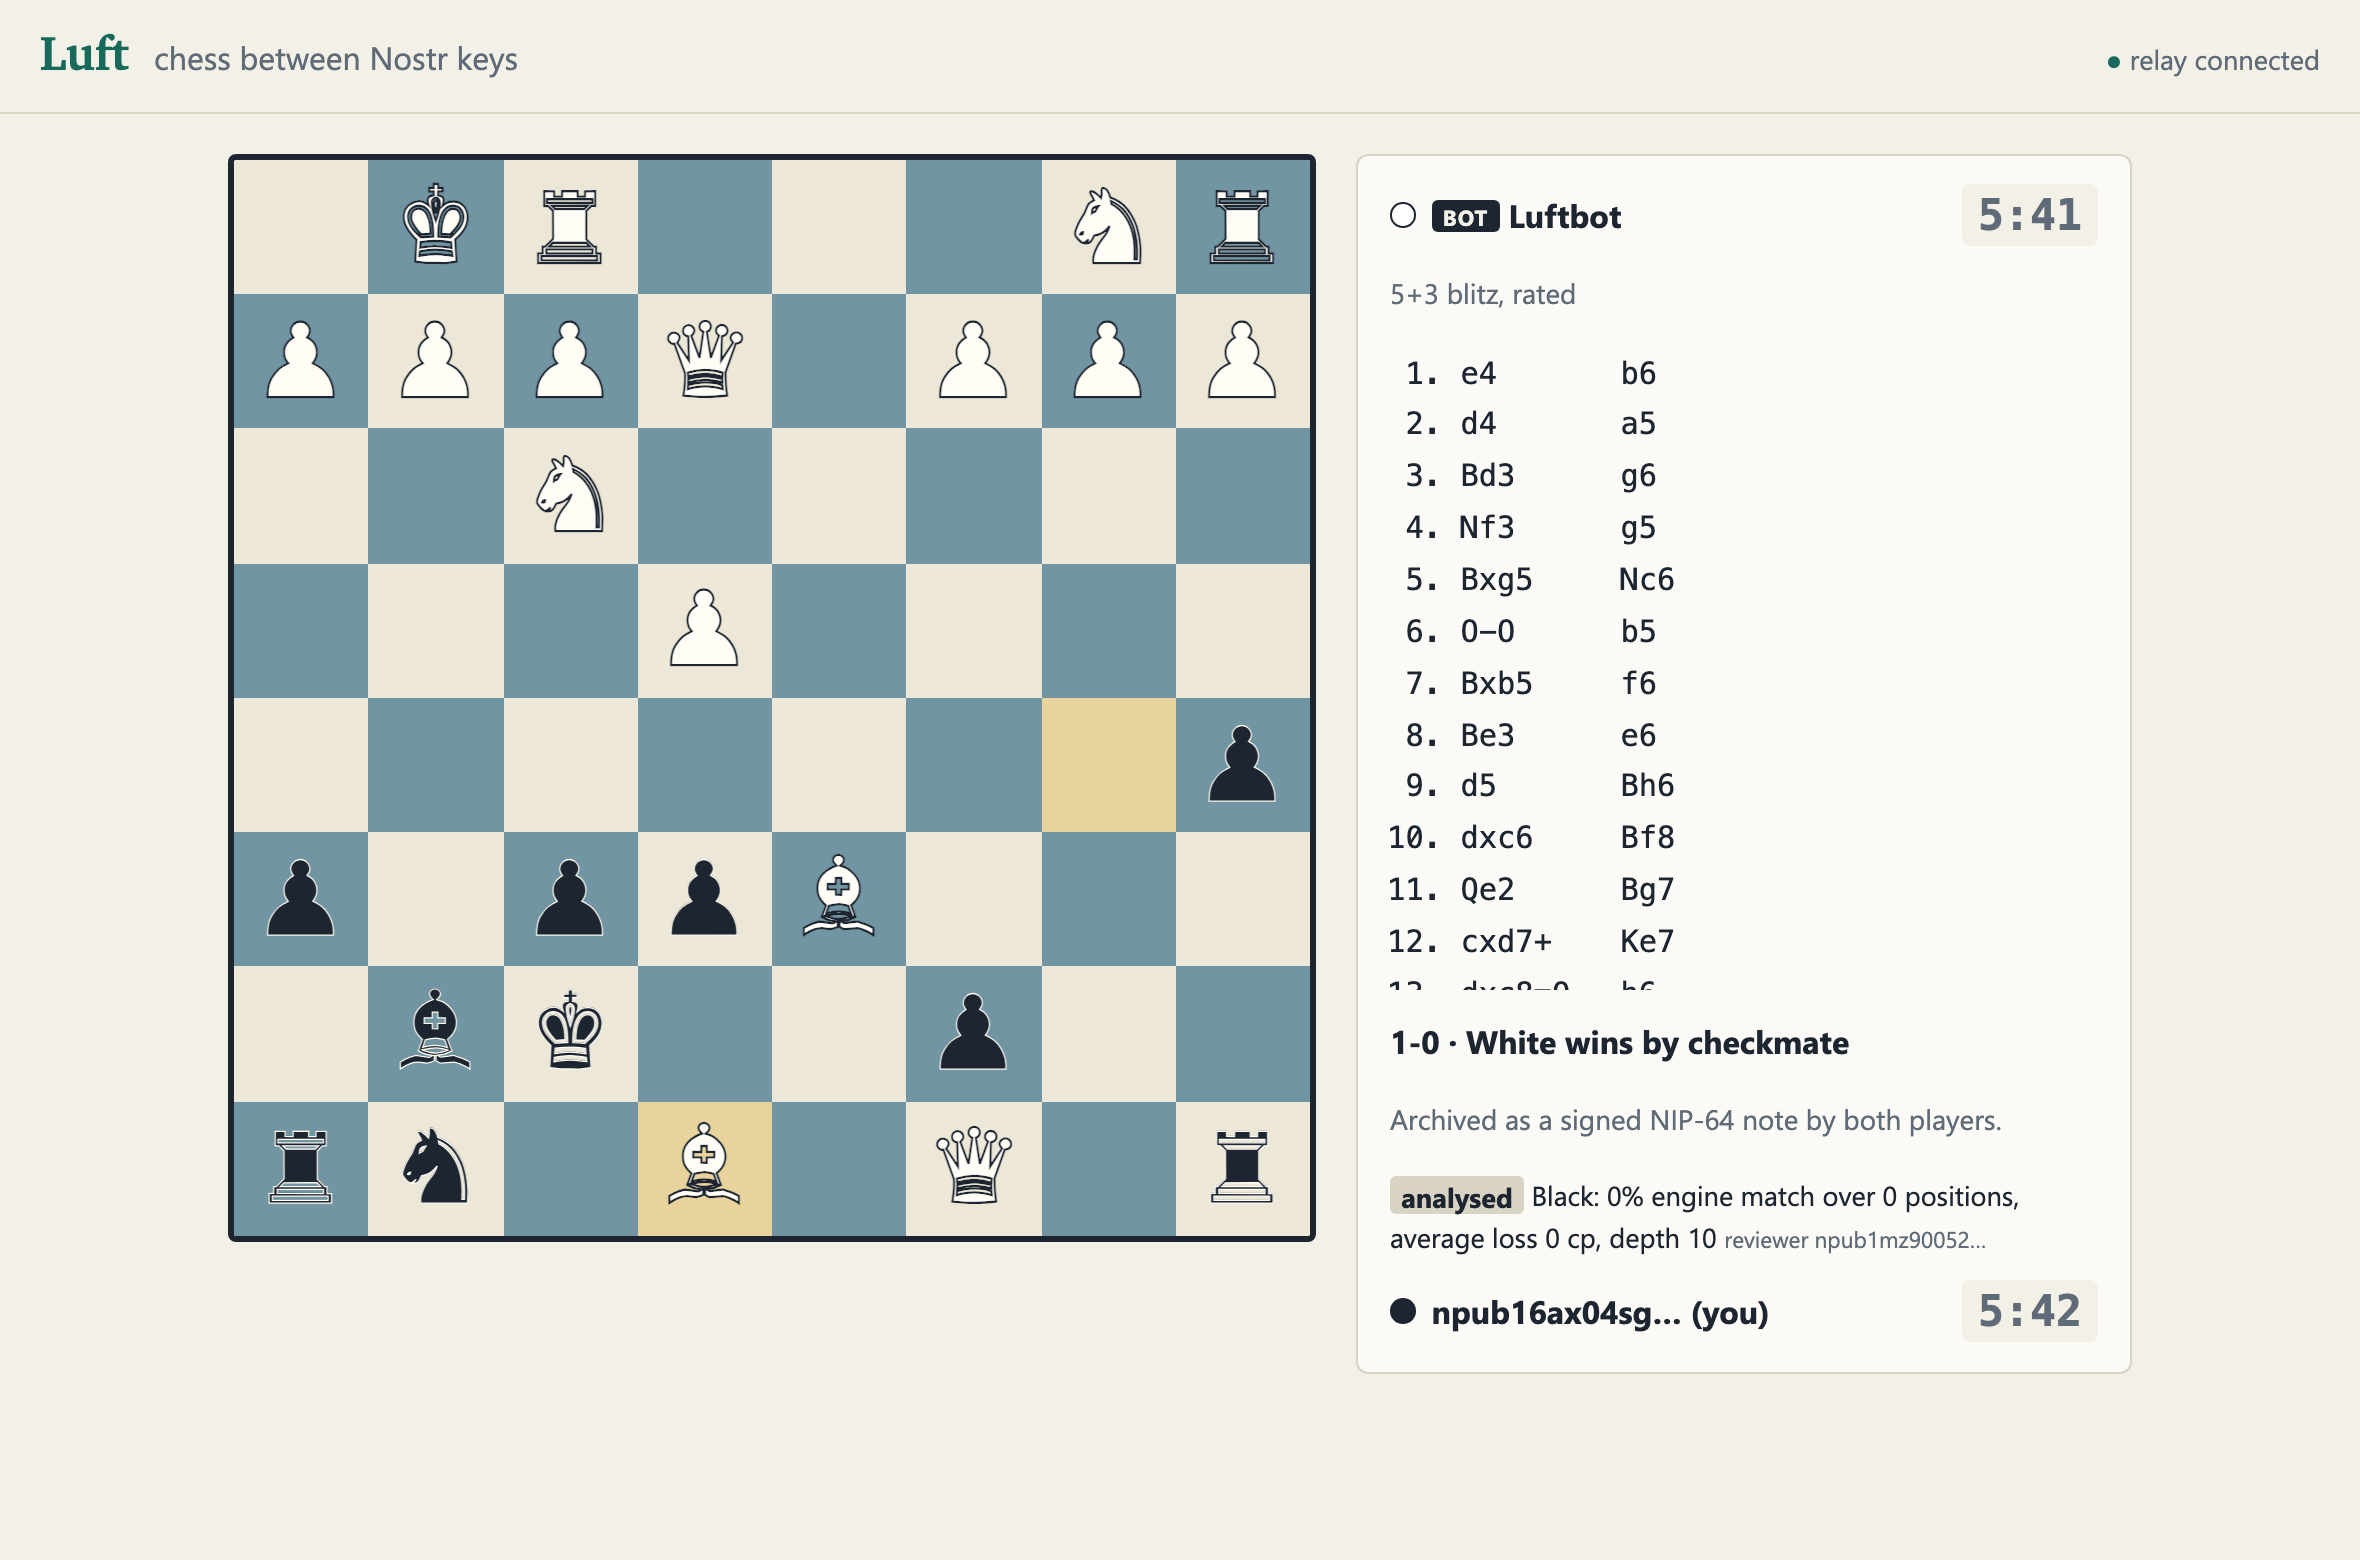 Luft chess between Nostr keys
relay connected
BOT Luftbot 5:41
5+3 blitz, rated
1. e4 b6
2. d4 a5
3. Bd3 g6
4. Nf3 g5
5. Bxg5 Nc6
6. O-O b5
7. Bxb5 f6
8. Be3 e6
9. d5 Bh6
10. dxc6 Bf8
11. Qe2 Bg7
12. cxd7+ Ke7
1-0 · White wins by checkmate
Archived as a signed NIP-64 note by both players.
analysed Black: 0% engine match over 0 positions,
average loss 0 cp, depth 10 reviewer npub1mz90052…
npub16ax04sg… (you) 5:42